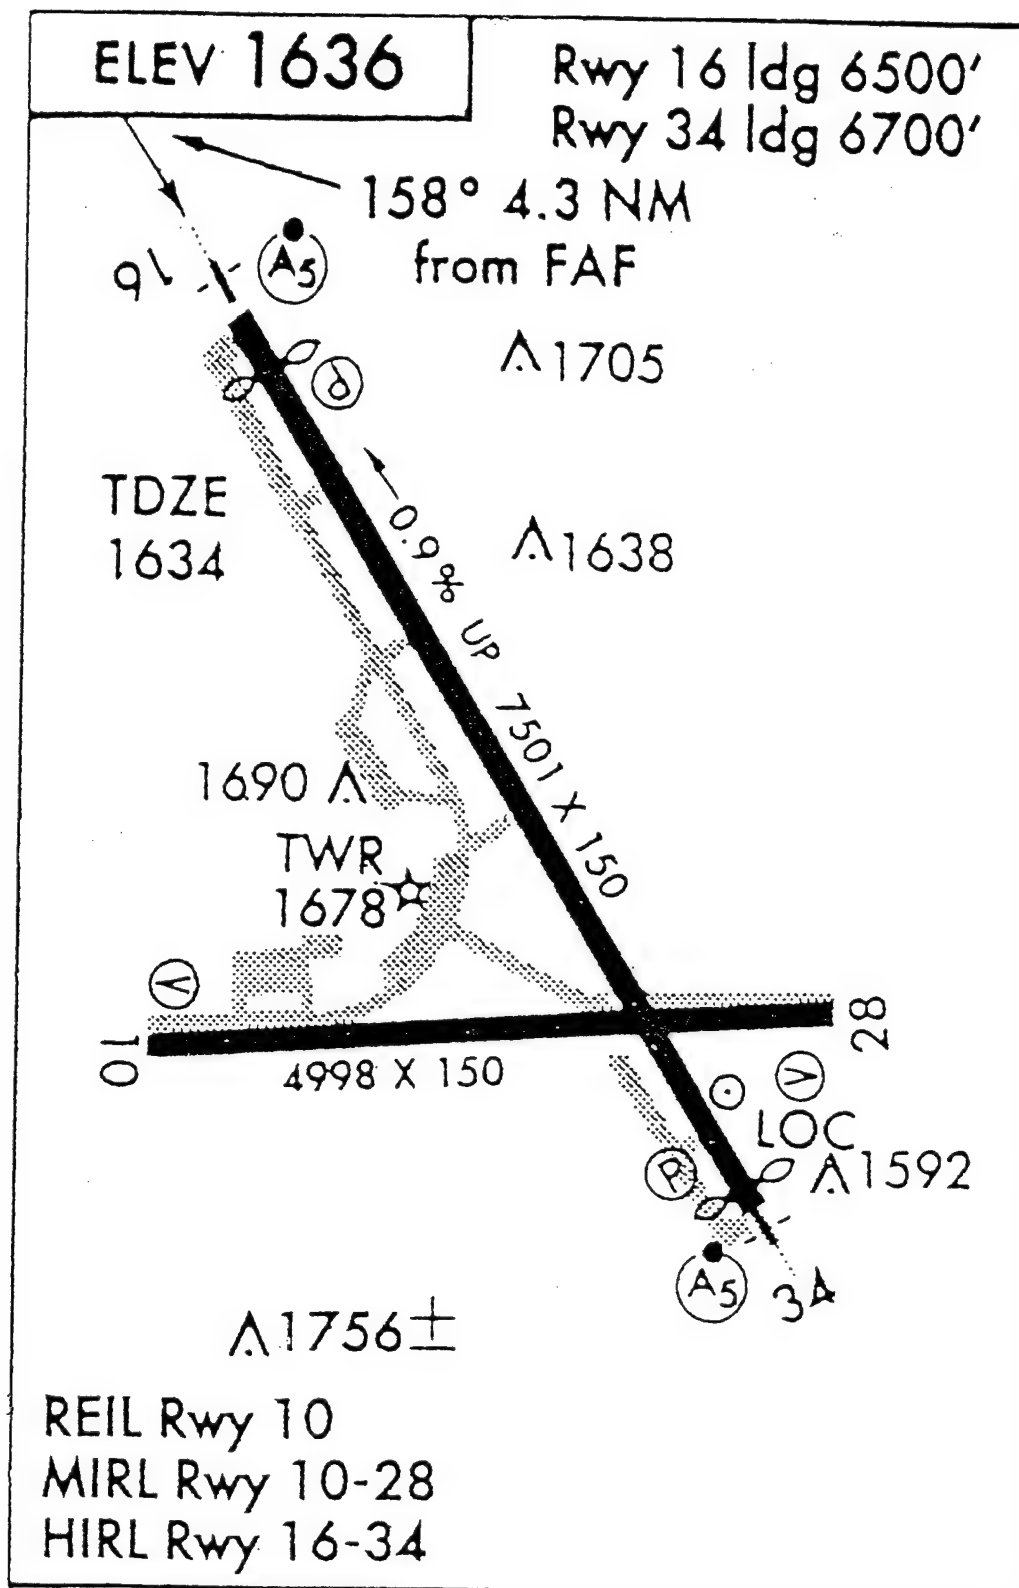 ELEV 1636
Rwy 16 ldg 6500'
Rwy 34 ldg 6700'
158° 4.3 NM
from FAF
16
A5
P
1705
TDZE
1634
0.9% UP
7501 X 150
1638
1690
TWR
1678
V
10
28
4998 X 150
V
LOC
1592
P
A5
34
1756±
REIL Rwy 10
MIRL Rwy 10-28
HIRL Rwy 16-34